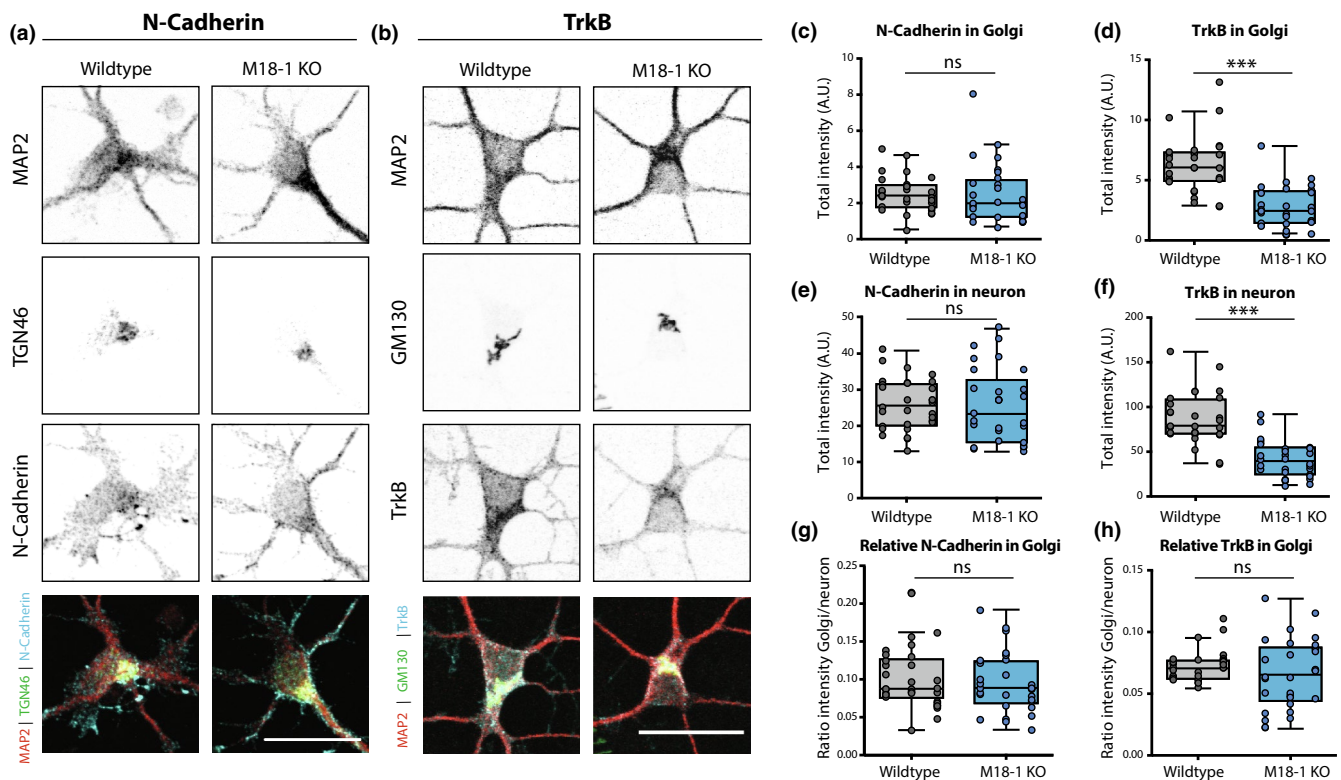 (a)
N-Cadherin
Wildtype
M18-1 KO
MAP2
TGN46
N-Cadherin
MAP2 | TGN46 | N-Cadherin
(b)
TrkB
Wildtype
M18-1 KO
MAP2
GM130
TrkB
MAP2 | GM130 | TrkB
(c)
N-Cadherin in Golgi
ns
Total intensity (A.U.)
10
8
6
4
2
0
Wildtype
M18-1 KO
(d)
TrkB in Golgi
***
Total intensity (A.U.)
15
10
5
0
Wildtype
M18-1 KO
(e)
N-Cadherin in neuron
ns
Total intensity (A.U.)
50
40
30
20
10
0
Wildtype
M18-1 KO
(f)
TrkB in neuron
***
Total intensity (A.U.)
200
150
100
50
0
Wildtype
M18-1 KO
(g)
Relative N-Cadherin in Golgi
ns
Ratio intensity Golgi/neuron
0.25
0.20
0.15
0.10
0.05
0.00
Wildtype
M18-1 KO
(h)
Relative TrkB in Golgi
ns
Ratio intensity Golgi/neuron
0.15
0.10
0.05
0.00
Wildtype
M18-1 KO